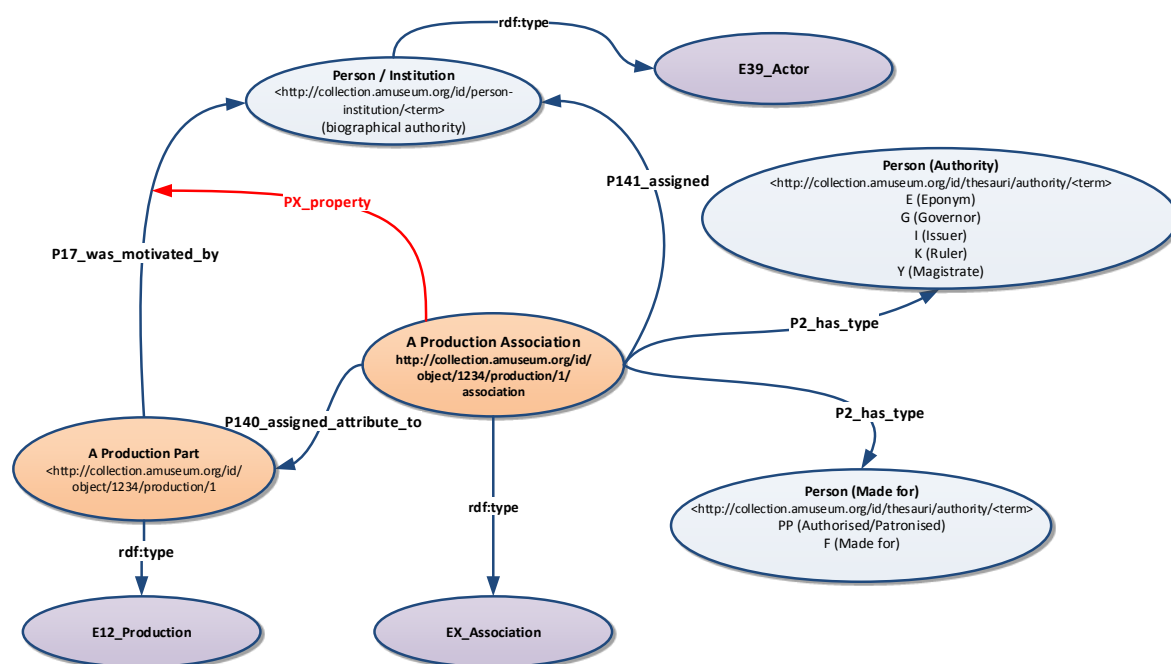 rdf:type
Person / Institution
<http://collection.amuseum.org/id/person-
institution/<term>
(biographical authority)
E39_Actor
P141_assigned
Person (Authority)
<http://collection.amuseum.org/id/thesauri/authority/<term>
E (Eponym)
G (Governor)
I (Issuer)
K (Ruler)
Y (Magistrate)
PX_property
P17_was_motivated_by
P2_has_type
A Production Association
http://collection.amuseum.org/id/
object/1234/production/1/
association
P2_has_type
P140_assigned_attribute_to
A Production Part
<http://collection.amuseum.org/id/
object/1234/production/1
Person (Made for)
<http://collection.amuseum.org/id/thesauri/authority/<term>
PP (Authorised/Patronised)
F (Made for)
rdf:type
rdf:type
E12_Production
EX_Association